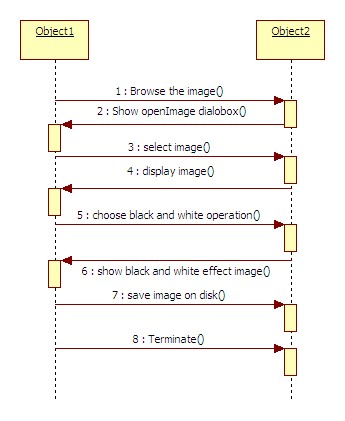 Object1
Object2
1 : Browse the image()
2 : Show openImage dialobox()
3 : select image()
4 : display image()
5 : choose black and white operation()
6 : show black and white effect image()
7 : save image on disk()
8 : Terminate()